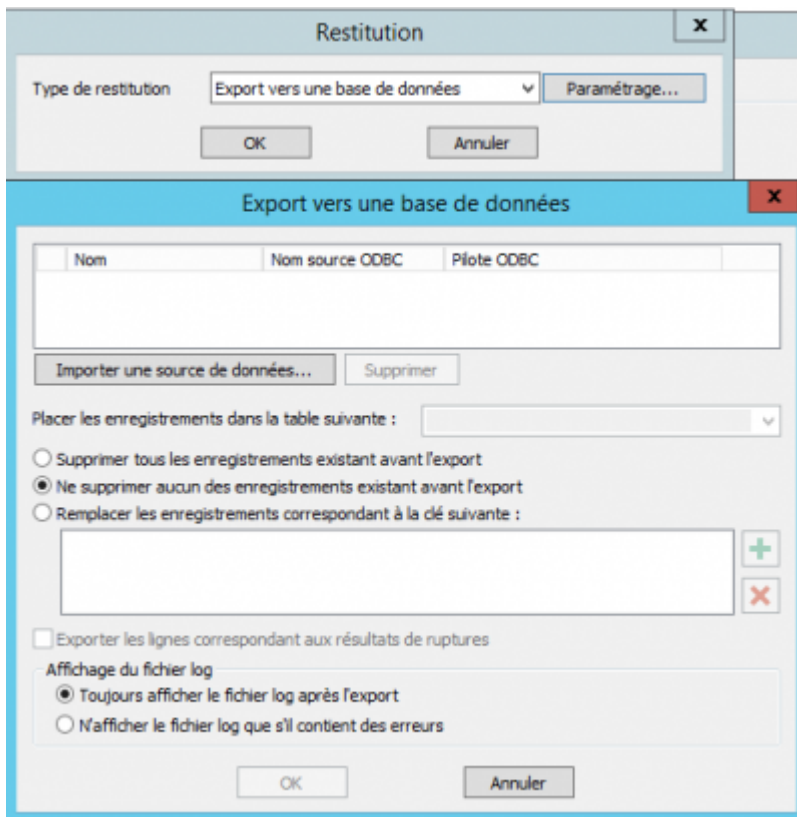 Restitution
Type de restitution Export vers une base de données Paramétrage...
OK Annuler
Export vers une base de données
Nom Nom source ODBC Pilote ODBC
Importer une source de données... Supprimer
Placer les enregistrements dans la table suivante :
Supprimer tous les enregistrements existant avant l'export
Ne supprimer aucun des enregistrements existant avant l'export
Remplacer les enregistrements correspondant à la clé suivante :
Exporter les lignes correspondant aux résultats de ruptures
Affichage du fichier log
Toujours afficher le fichier log après l'export
N'afficher le fichier log que s'il contient des erreurs
OK Annuler